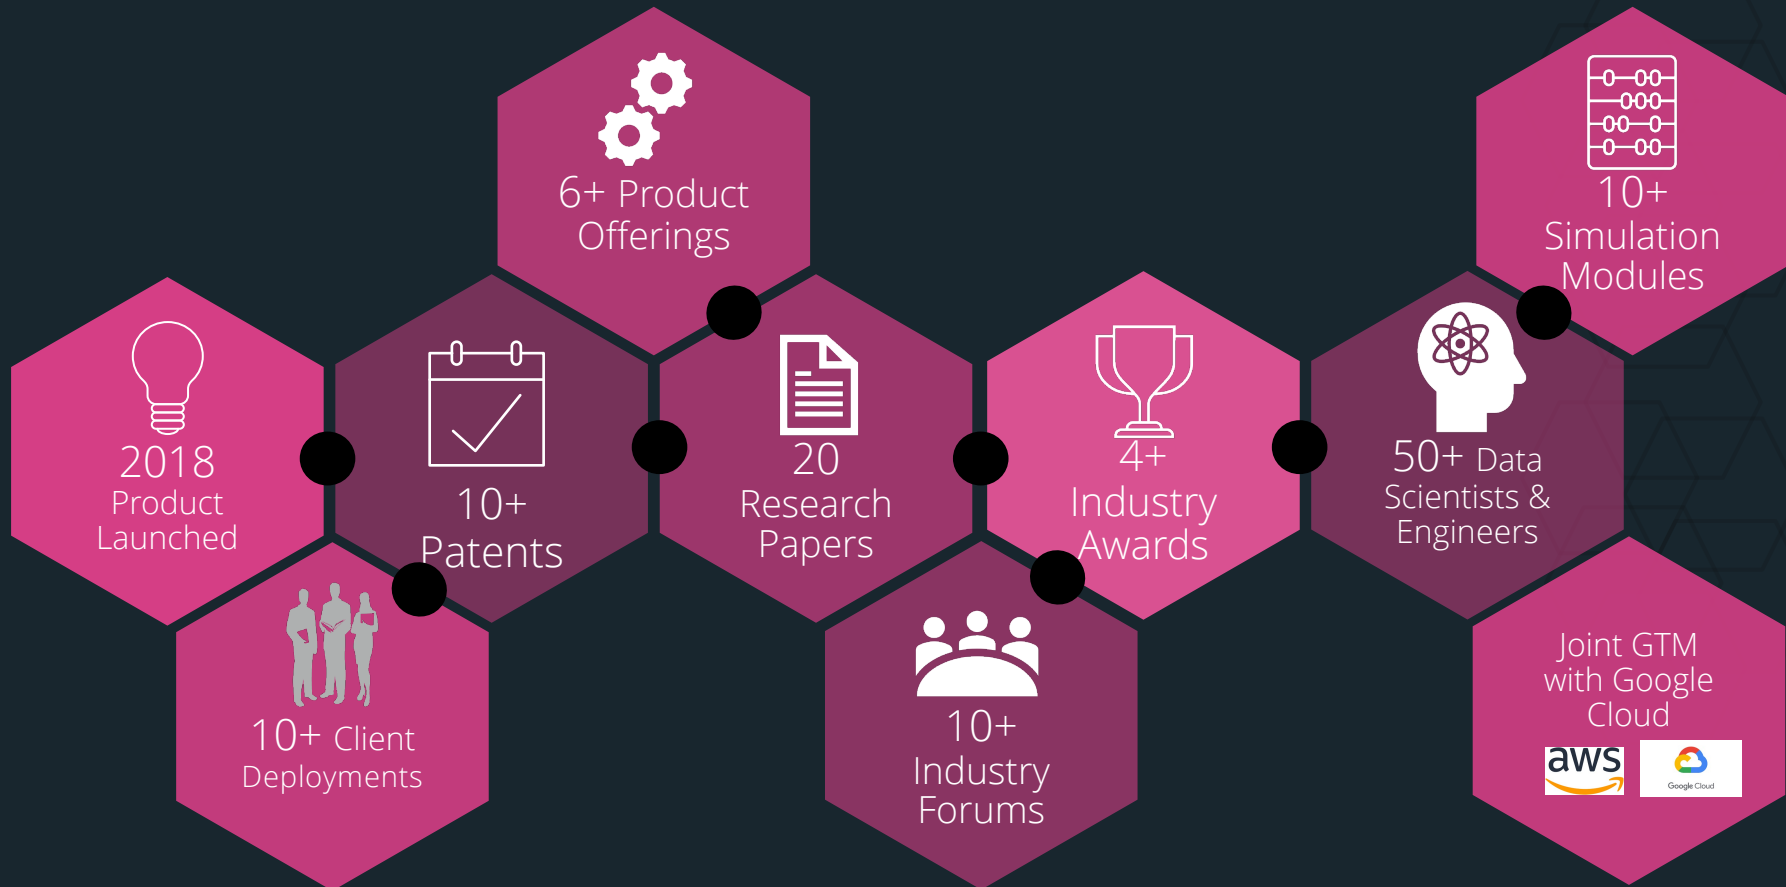 6+ Product
Offerings
10+
Simulation
Modules
2018
Product
Launched
10+
Patents
20
Research
Papers
4+
Industry
Awards
50+ Data
Scientists &
Engineers
10+ Client
Deployments
10+
Industry
Forums
Joint GTM
with Google
Cloud
aws
Google Cloud